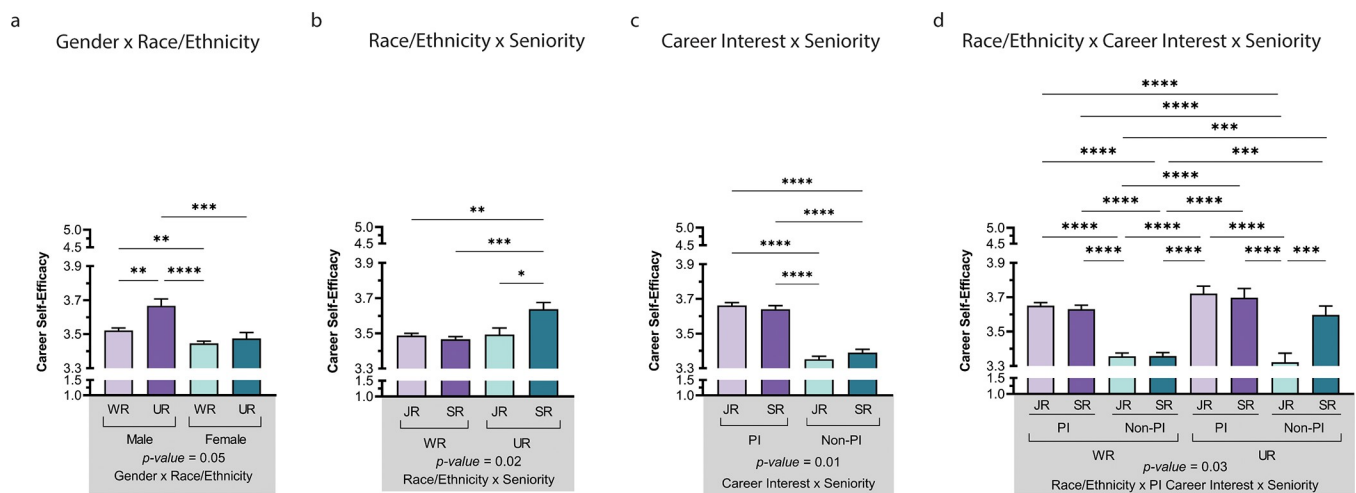 a
Gender x Race/Ethnicity
***
5.0
4.5
**
3.9
** ****
3.7
3.5
3.3
1.5
1.0
Career Self-Efficacy
WR UR WR UR
Male Female
p-value = 0.05
Gender x Race/Ethnicity
b
Race/Ethnicity x Seniority
**
5.0
4.5
***
3.9
*
3.7
3.5
3.3
1.5
1.0
Career Self-Efficacy
JR SR JR SR
WR UR
p-value = 0.02
Race/Ethnicity x Seniority
c
Career Interest x Seniority
****
****
5.0
4.5
****
3.9
****
3.7
3.5
3.3
1.5
1.0
Career Self-Efficacy
JR SR JR SR
PI Non-PI
p-value = 0.01
Career Interest x Seniority
d
Race/Ethnicity x Career Interest x Seniority
****
****
***
**** ***
****
**** ****
5.0
4.5
**** **** **** ****
3.9
**** **** **** ***
3.7
3.5
3.3
1.5
1.0
Career Self-Efficacy
JR SR JR SR JR SR JR SR
PI Non-PI PI Non-PI
WR UR
p-value = 0.03
Race/Ethnicity x PI Career Interest x Seniority